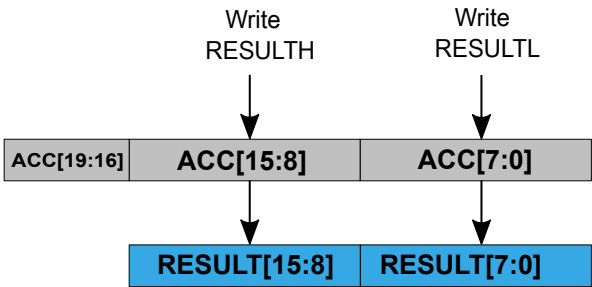 Write
RESULTH
Write
RESULTL
ACC[19:16]
ACC[15:8]
ACC[7:0]
RESULT[15:8]
RESULT[7:0]